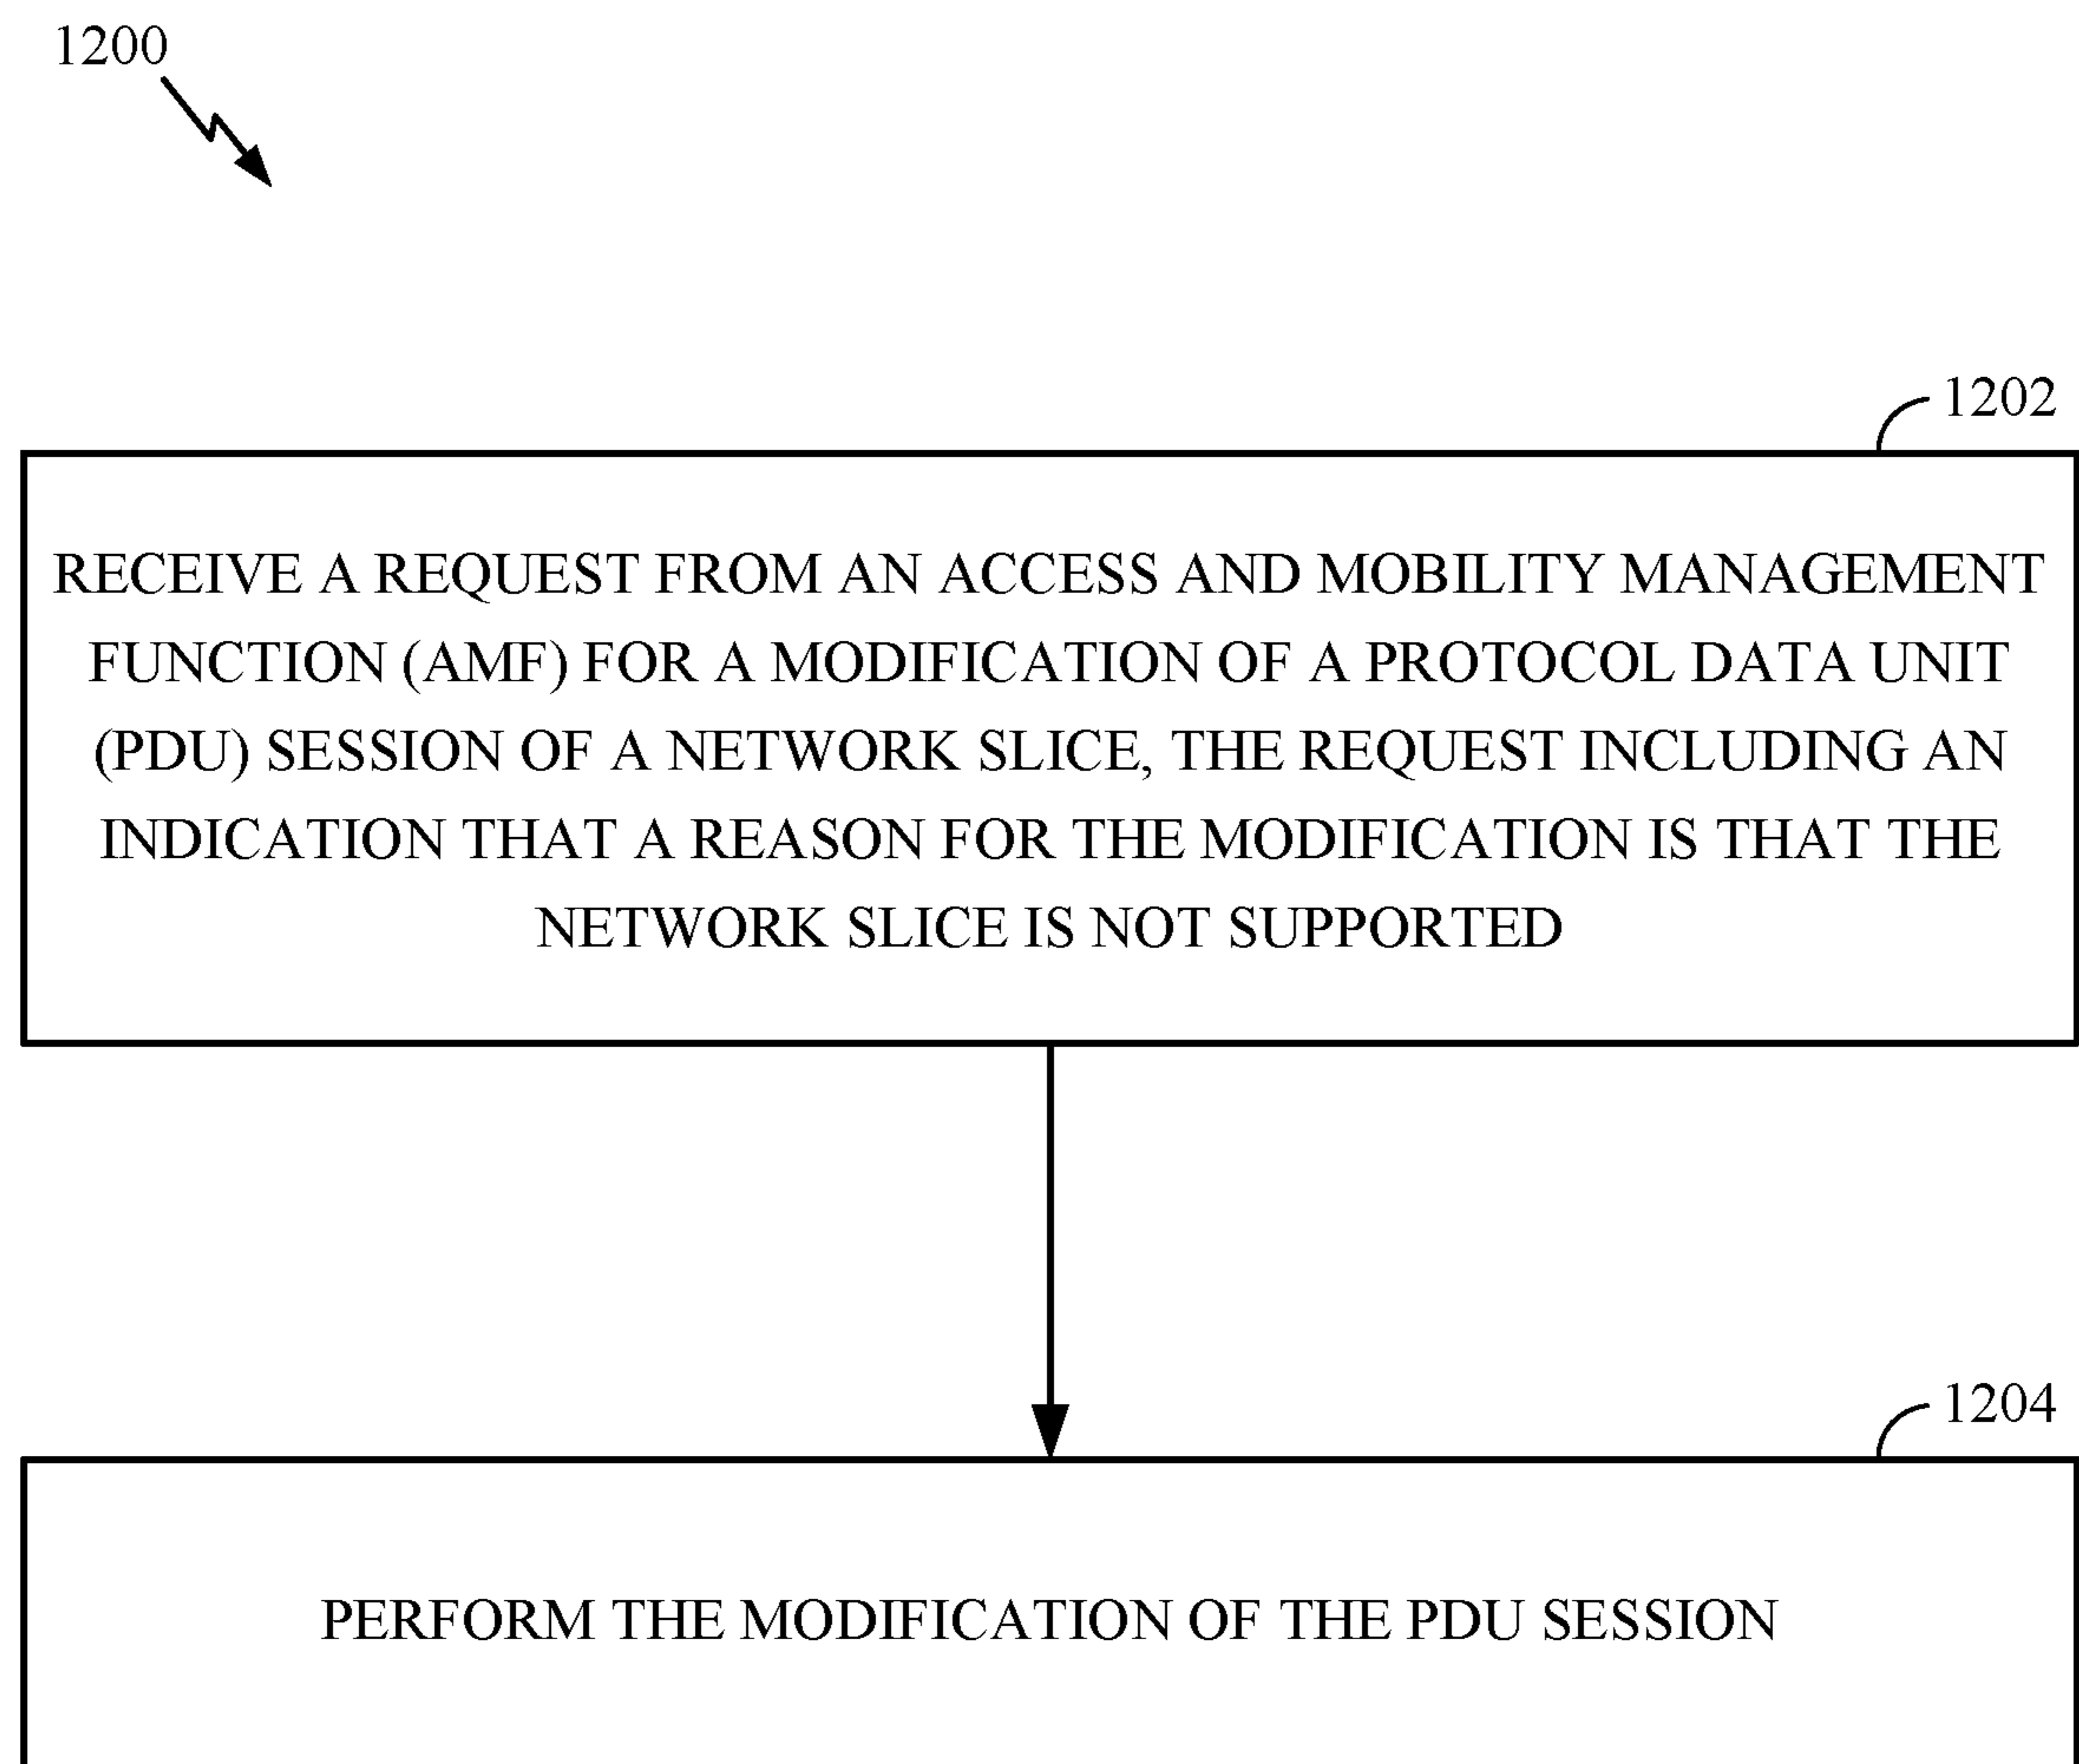 1200
1202
RECEIVE A REQUEST FROM AN ACCESS AND MOBILITY MANAGEMENT
FUNCTION (AMF) FOR A MODIFICATION OF A PROTOCOL DATA UNIT
(PDU) SESSION OF A NETWORK SLICE, THE REQUEST INCLUDING AN
INDICATION THAT A REASON FOR THE MODIFICATION IS THAT THE
NETWORK SLICE IS NOT SUPPORTED
1204
PERFORM THE MODIFICATION OF THE PDU SESSION